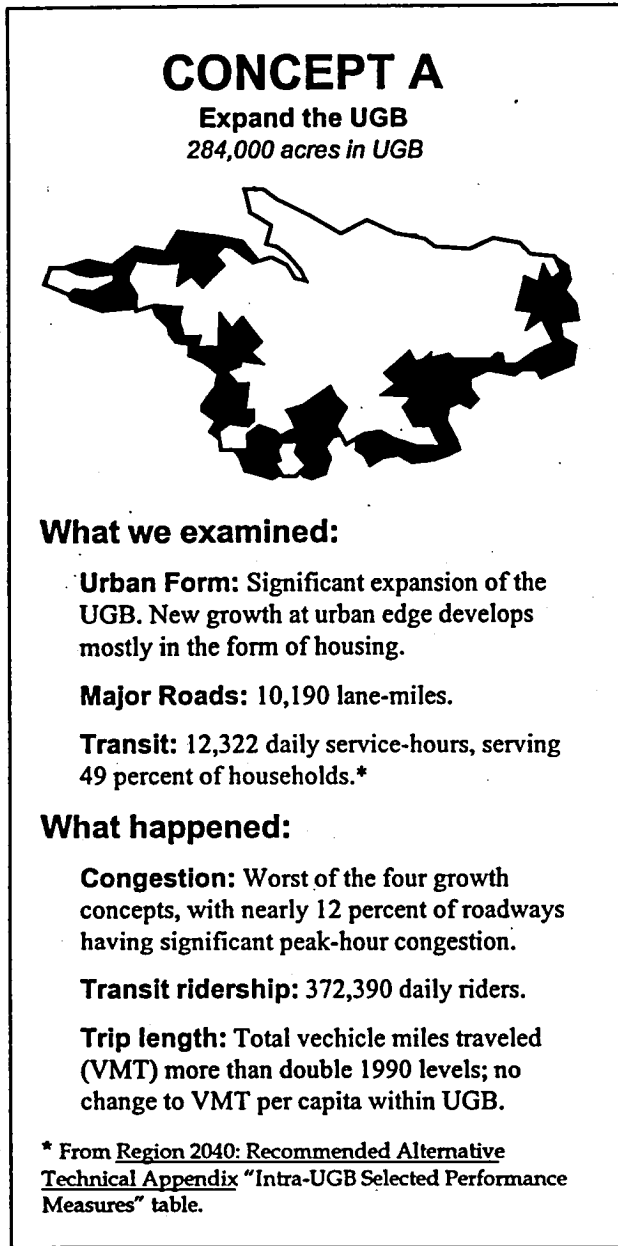 CONCEPT A
Expand the UGB
284,000 acres in UGB
What we examined:
Urban Form: Significant expansion of the
UGB. New growth at urban edge develops
mostly in the form of housing.
Major Roads: 10,190 lane-miles.
Transit: 12,322 daily service-hours, serving
49 percent of households.*
What happened:
Congestion: Worst of the four growth
concepts, with nearly 12 percent of roadways
having significant peak-hour congestion.
Transit ridership: 372,390 daily riders.
Trip length: Total vechicle miles traveled
(VMT) more than double 1990 levels; no
change to VMT per capita within UGB.
* From Region 2040: Recommended Alternative
Technical Appendix "Intra-UGB Selected Performance
Measures" table.